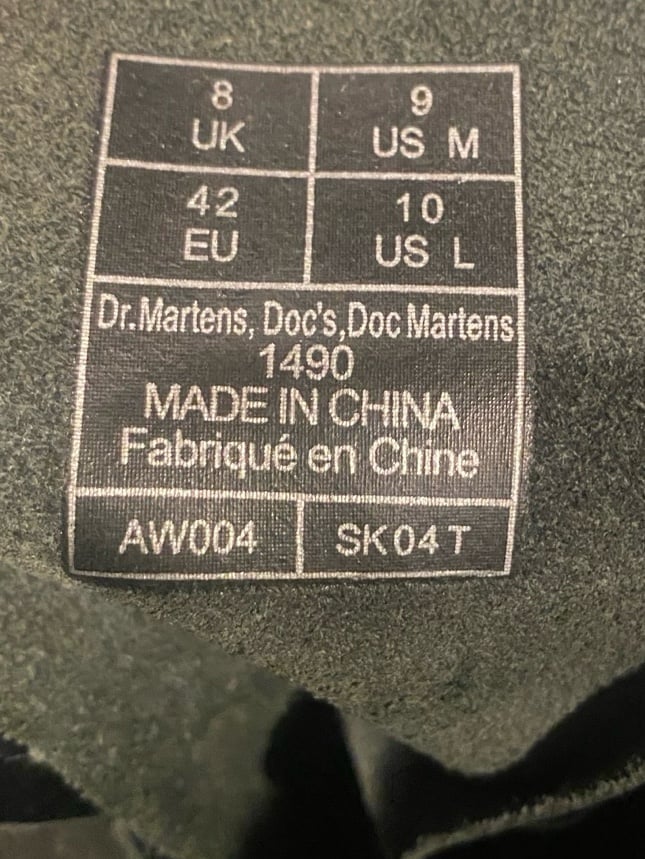 8
UK
9
US M
42
EU
10
US L
Dr.Martens, Doc's,Doc Martens
1490
MADE IN CHINA
Fabriqué en Chine
AW004
SK04T